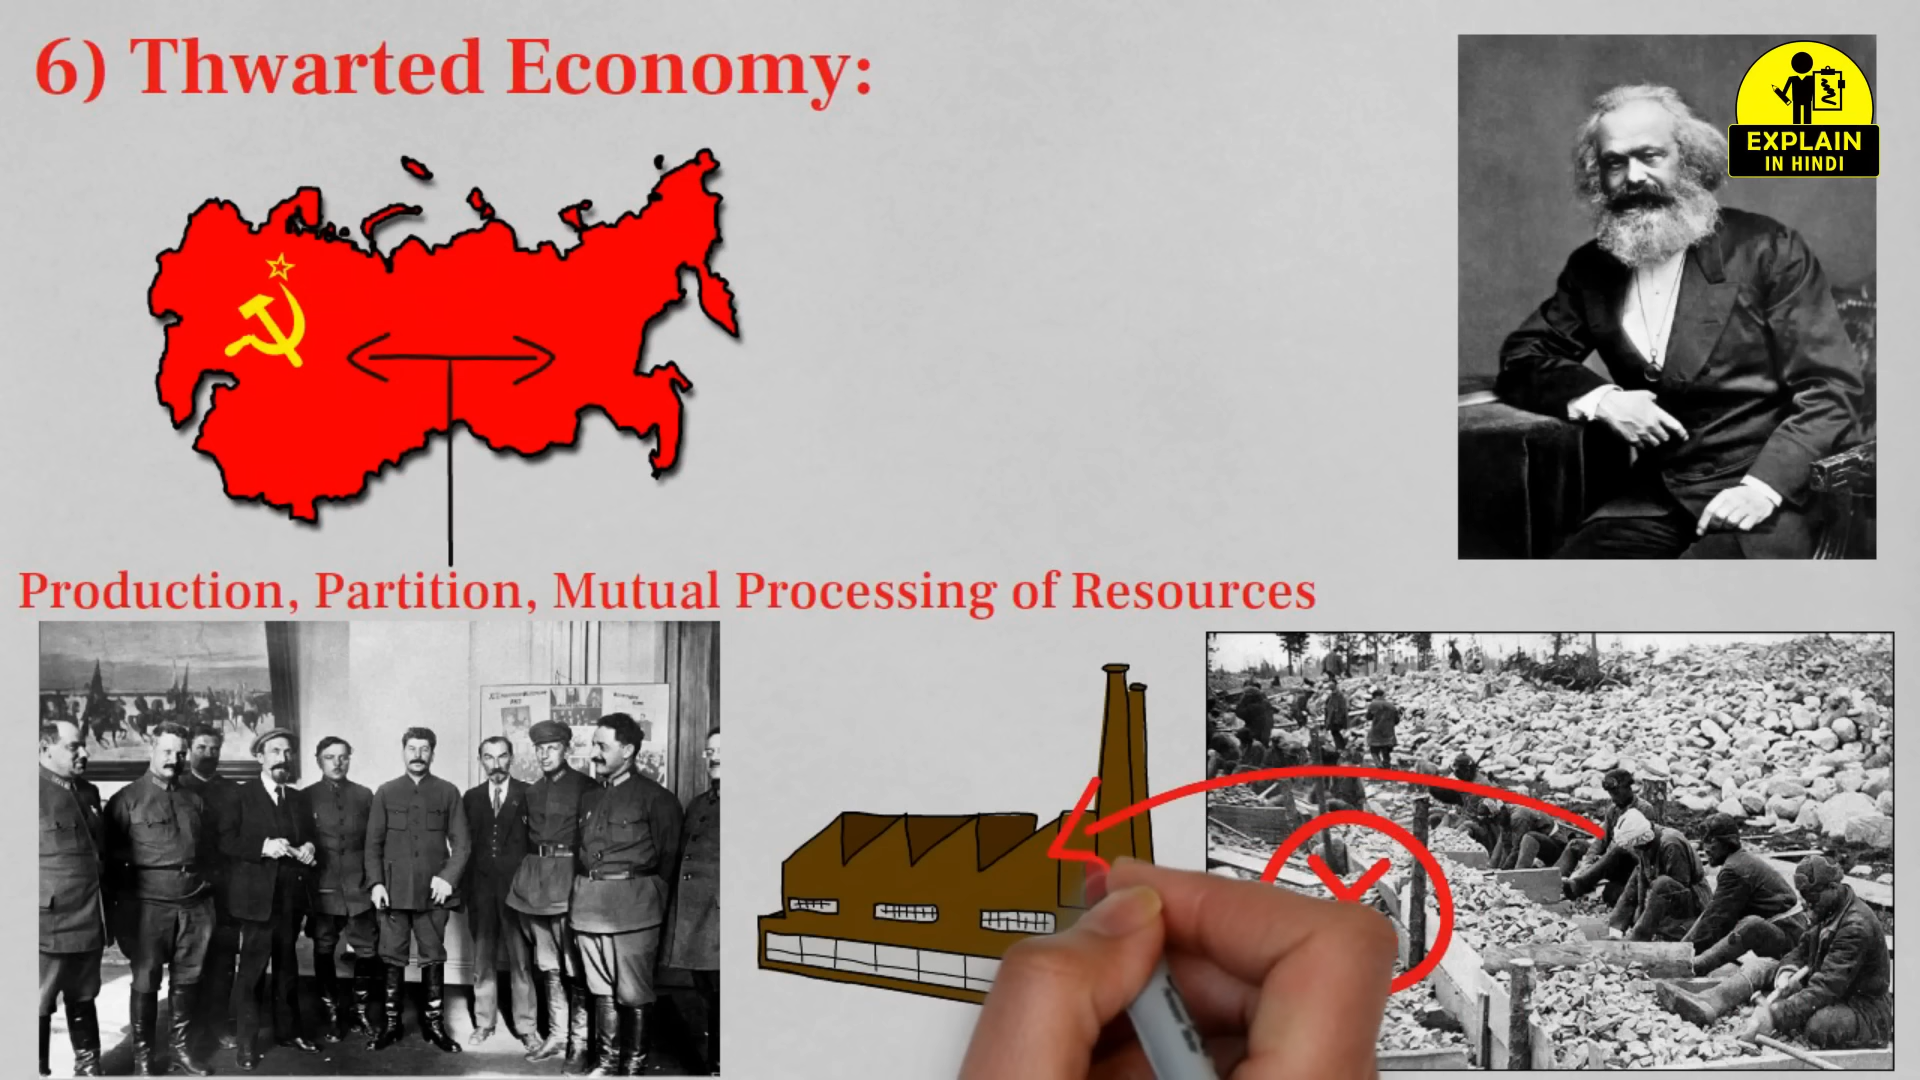 6) Thwarted Economy:
EXPLAIN
IN HINDI
Production, Partition, Mutual Processing of Resources